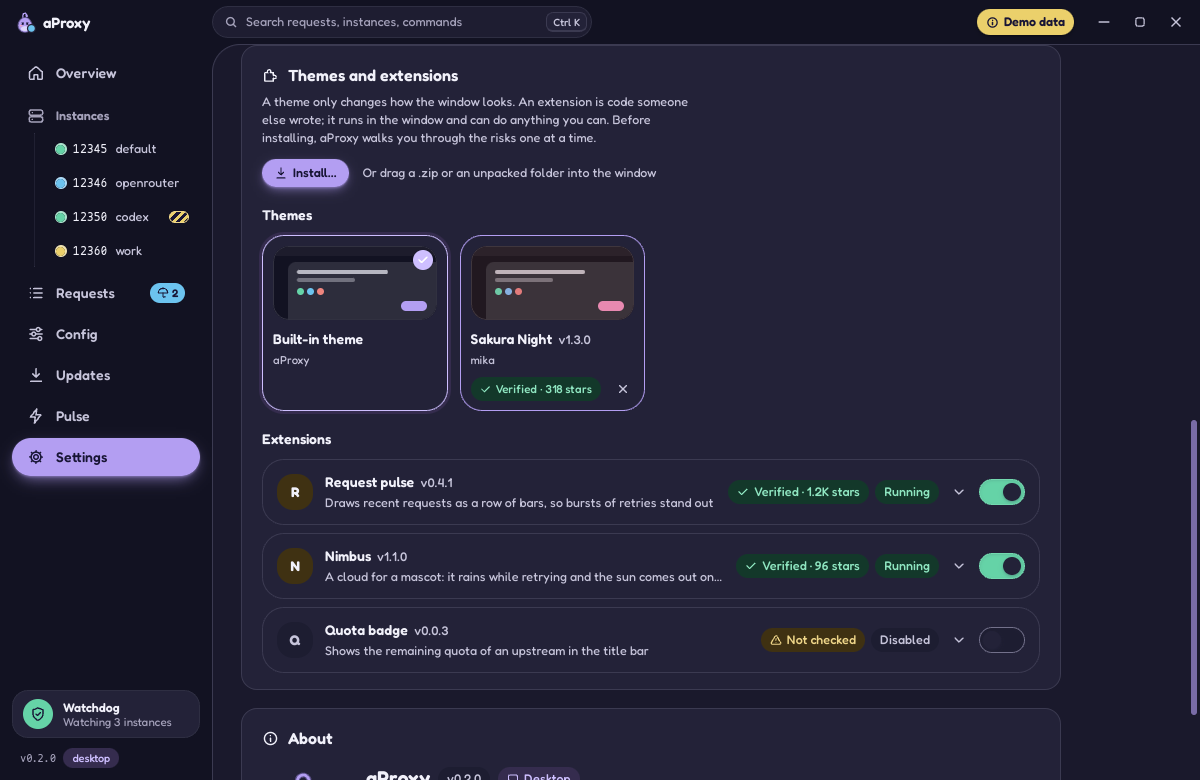 aProxy
Search requests, instances, commands
Ctrl K
Demo data
Overview
Instances
12345 default
12346 openrouter
12350 codex
12360 work
Requests
2
Config
Updates
Pulse
Settings
Watchdog
Watching 3 instances
v0.2.0 desktop
Themes and extensions
A theme only changes how the window looks. An extension is code someone
else wrote; it runs in the window and can do anything you can. Before
installing, aProxy walks you through the risks one at a time.
Install...
Or drag a .zip or an unpacked folder into the window
Themes
Built-in theme
aProxy
Sakura Night v1.3.0
mika
Verified · 318 stars
Extensions
R
Request pulse v0.4.1
Draws recent requests as a row of bars, so bursts of retries stand out
Verified · 1.2K stars
Running
N
Nimbus v1.1.0
A cloud for a mascot: it rains while retrying and the sun comes out on...
Verified · 96 stars
Running
Q
Quota badge v0.0.3
Shows the remaining quota of an upstream in the title bar
Not checked
Disabled
About
aProxy v0.2.0 Desktop